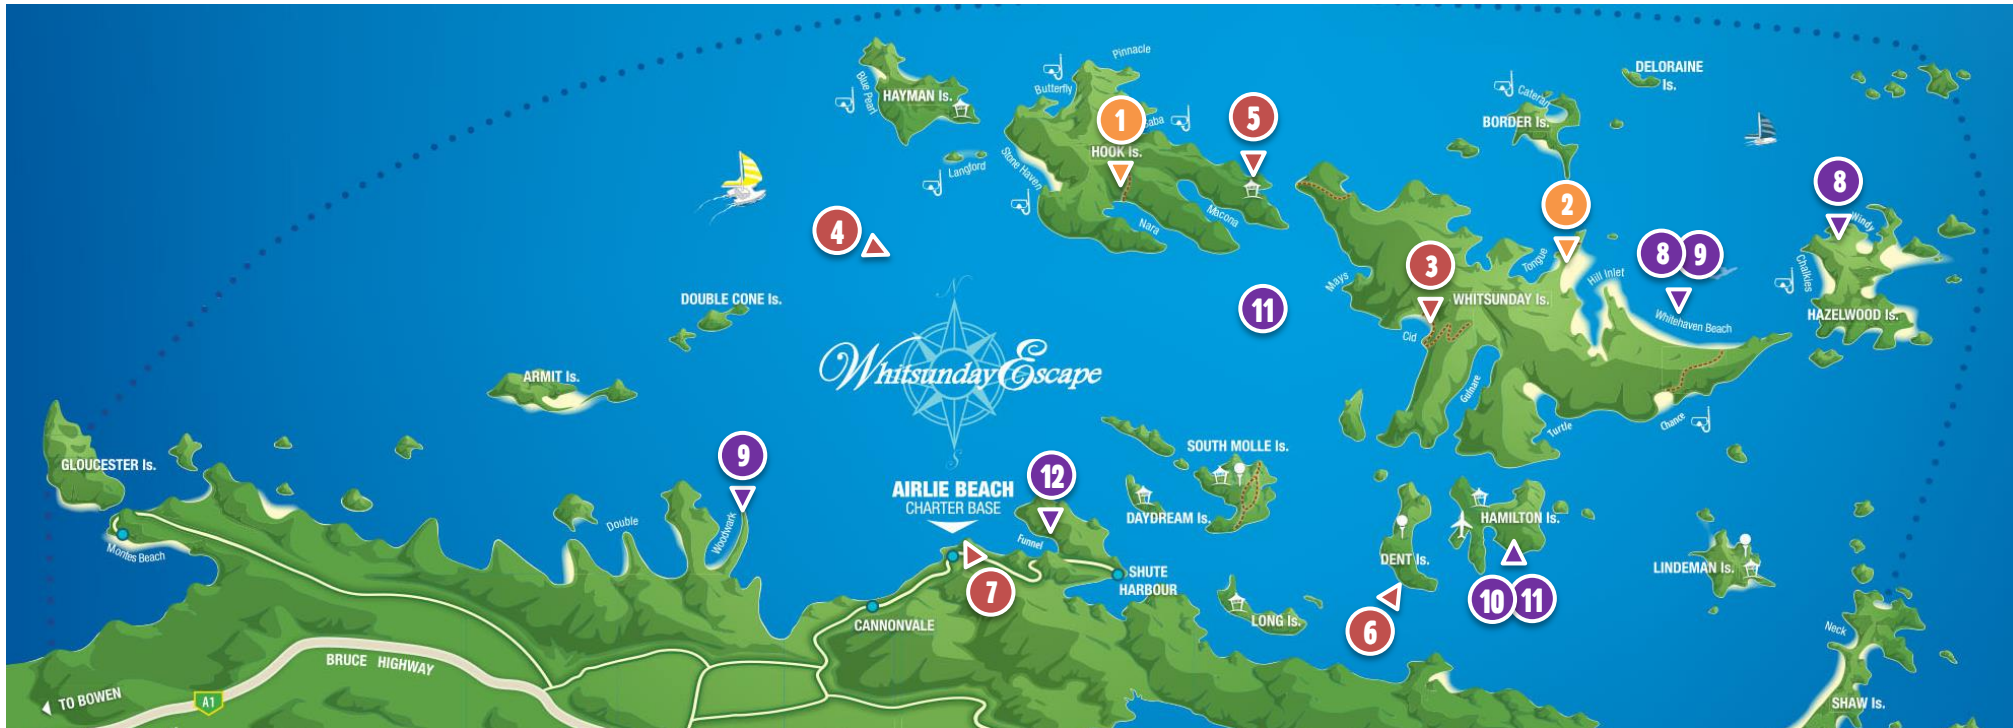 Pinnacle
DELORAINE
Is.
HAYMAN Is.
Blue Pearl
Butterfly
Cateran
BORDER Is.
1
5
HOOK Is.
Stone Haven
Langford
8
Windy
2
4
Nara
Macona
3
Tongue
Hill Inlet
8
9
Chalkies
Mays
WHITSUNDAY Is.
DOUBLE CONE Is.
11
Whitehaven Beach
HAZELWOOD Is.
Cid
N
Whitsunday Escape
S
ARMIT Is.
Gulnare
Turtle
Chance
SOUTH MOLLE Is.
GLOUCESTER Is.
9
12
AIRLIE BEACH
CHARTER BASE
DAYDREAM Is.
HAMILTON Is.
Double
Woodwark
Funnel
Montes Beach
DENT Is.
LINDEMAN Is.
SHUTE
HARBOUR
7
10
11
CANNONVALE
LONG Is.
6
Neck
BRUCE HIGHWAY
TO BOWEN
A1
SHAW Is.